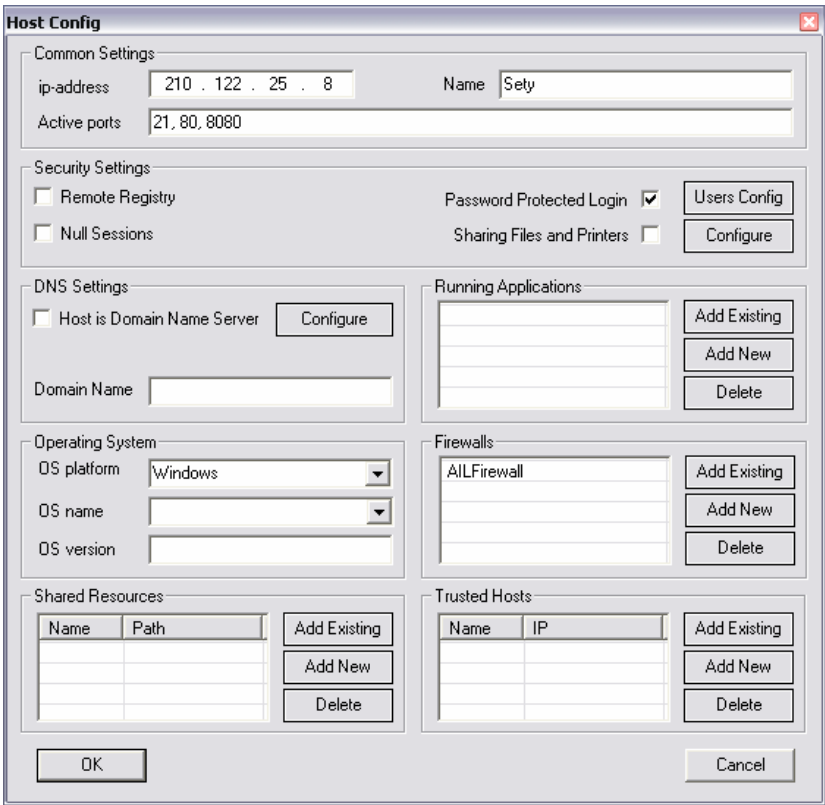 Host Config
Common Settings
ip-address 210 . 122 . 25 . 8 Name Sety
Active ports 21, 80, 8080
Security Settings
Remote Registry Password Protected Login Users Config
Null Sessions Sharing Files and Printers Configure
DNS Settings
Host is Domain Name Server Configure
Domain Name
Running Applications
Add Existing
Add New
Delete
Operating System
OS platform Windows
OS name
OS version
Firewalls
AILFirewall Add Existing
Add New
Delete
Shared Resources
Name Path Add Existing
Add New
Delete
Trusted Hosts
Name IP Add Existing
Add New
Delete
OK Cancel